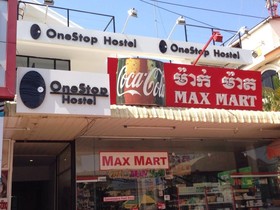 OneStop Hostel
OneStop Hostel
OneStop
Hostel
Coca-Cola
ម៉ាក់ ម៉ាត
MAX MART
MAX MART